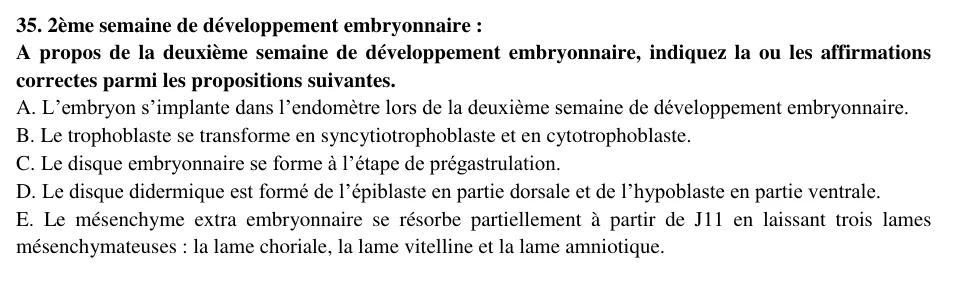 35. 2ème semaine de développement embryonnaire :
A propos de la deuxième semaine de développement embryonnaire, indiquez la ou les affirmations
correctes parmi les propositions suivantes.
A. L’embryon s’implante dans l’endomètre lors de la deuxième semaine de développement embryonnaire.
B. Le trophoblaste se transforme en syncytiotrophoblaste et en cytotrophoblaste.
C. Le disque embryonnaire se forme à l’étape de prégastrulation.
D. Le disque didermique est formé de l’épiblaste en partie dorsale et de l’hypoblaste en partie ventrale.
E. Le mésenchyme extra embryonnaire se résorbe partiellement à partir de J11 en laissant trois lames
mésenchymateuses : la lame choriale, la lame vitelline et la lame amniotique.